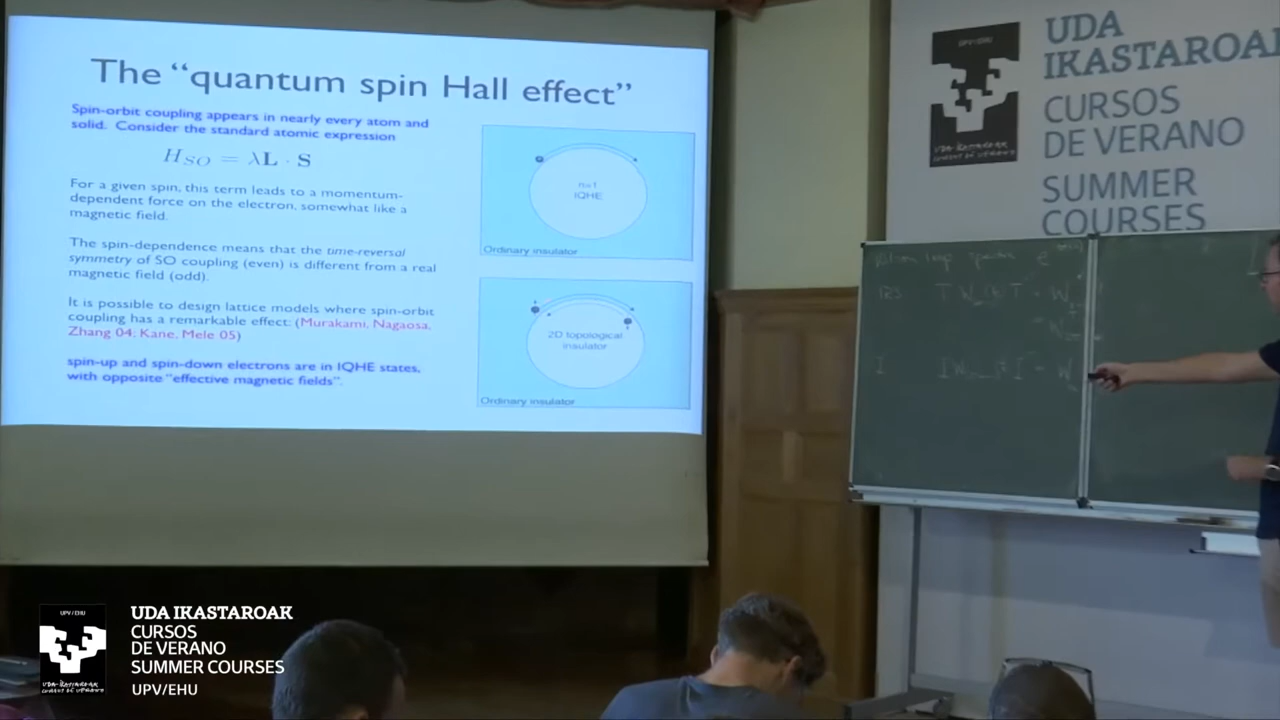 The “quantum spin Hall effect”
Spin-orbit coupling appears in nearly every atom and
solid. Consider the standard atomic expression
H_SO = λL · S
For a given spin, this term leads to a momentum-
dependent force on the electron, somewhat like a
magnetic field.
The spin-dependence means that the time-reversal
symmetry of SO coupling (even) is different from a real
magnetic field (odd).
It is possible to design lattice models where spin-orbit
coupling has a remarkable effect: (Murakami, Nagaosa,
Zhang 04; Kane, Mele 05)
spin-up and spin-down electrons are in IQHE states,
with opposite “effective magnetic fields”.
n=1
IQHE
Ordinary insulator
2D topological
insulator
Ordinary insulator
UPV/EHU
UDA
IKASTAROA
CURSOS
DE VERANO
SUMMER
COURSES
UPV/EHU
UDA IKASTAROAK
CURSOS
DE VERANO
SUMMER COURSES
UPV/EHU